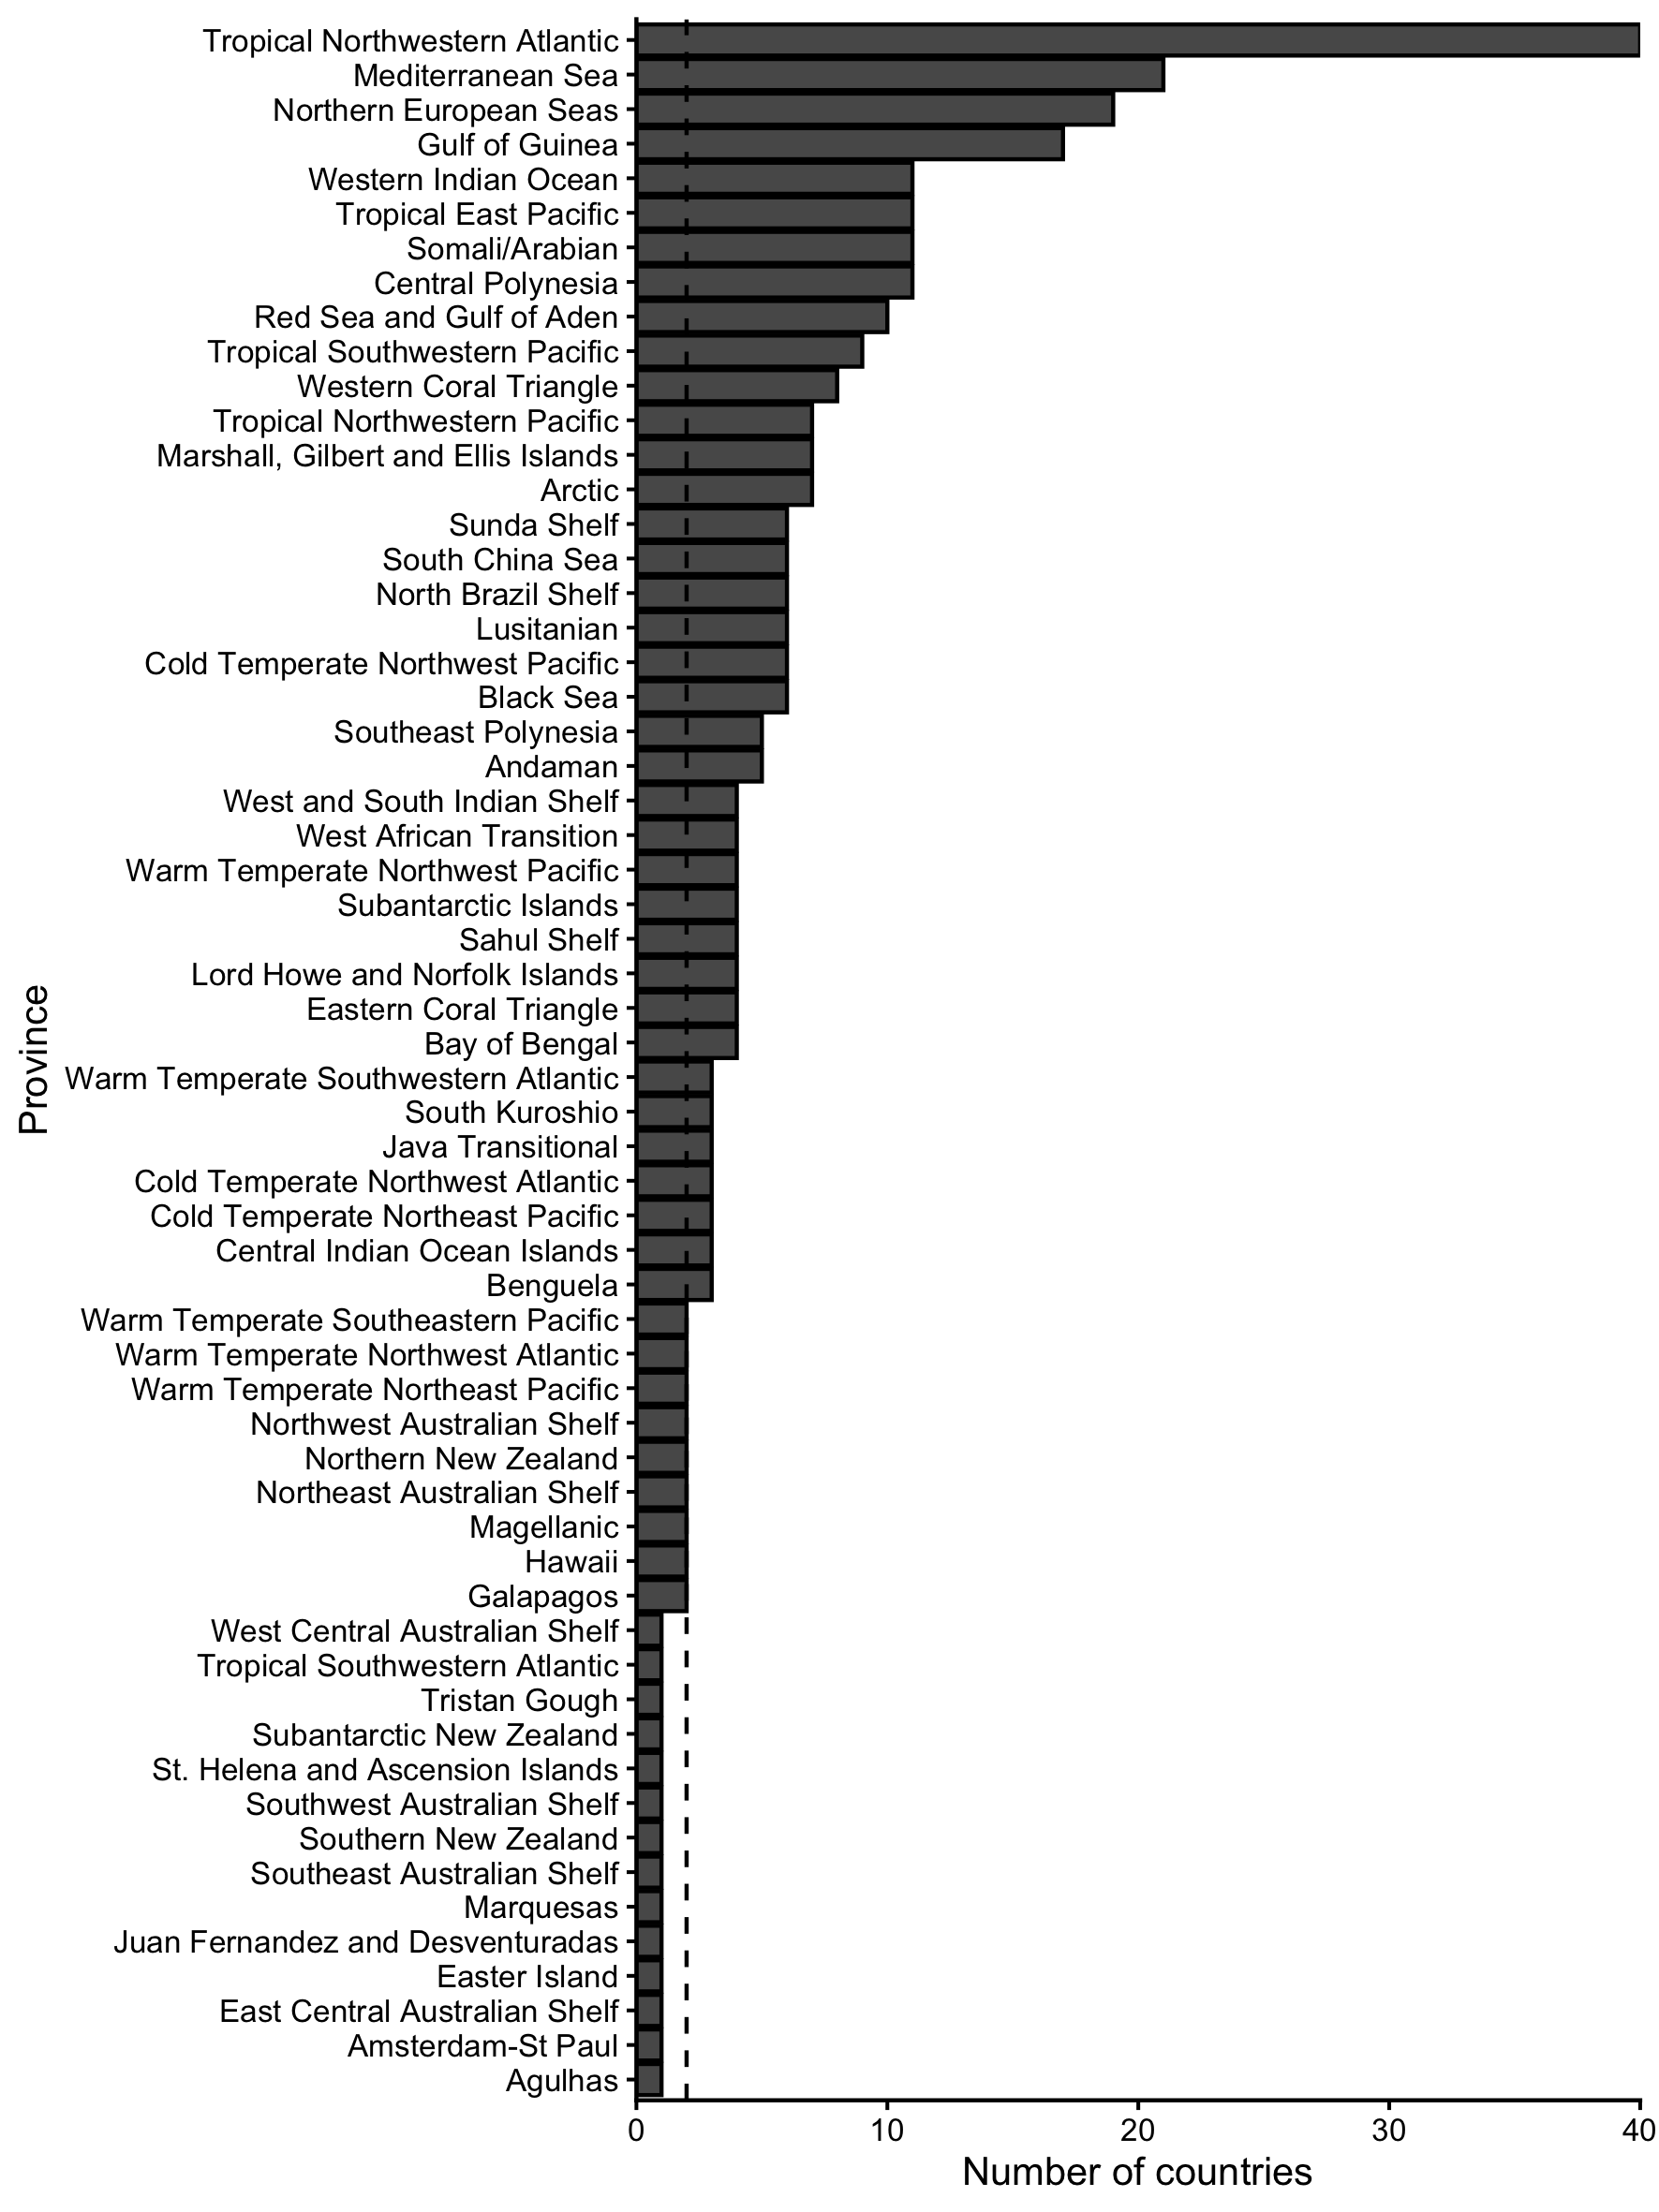 Tropical Northwestern Atlantic
Mediterranean Sea
Northern European Seas
Gulf of Guinea
Western Indian Ocean
Tropical East Pacific
Somali/Arabian
Central Polynesia
Red Sea and Gulf of Aden
Tropical Southwestern Pacific
Western Coral Triangle
Tropical Northwestern Pacific
Marshall, Gilbert and Ellis Islands
Arctic
Sunda Shelf
South China Sea
North Brazil Shelf
Lusitanian
Cold Temperate Northwest Pacific
Black Sea
Southeast Polynesia
Andaman
West and South Indian Shelf
West African Transition
Warm Temperate Northwest Pacific
Subantarctic Islands
Sahul Shelf
Lord Howe and Norfolk Islands
Eastern Coral Triangle
Bay of Bengal
Warm Temperate Southwestern Atlantic
South Kuroshio
Java Transitional
Cold Temperate Northwest Atlantic
Cold Temperate Northeast Pacific
Central Indian Ocean Islands
Benguela
Warm Temperate Southeastern Pacific
Warm Temperate Northwest Atlantic
Warm Temperate Northeast Pacific
Northwest Australian Shelf
Northern New Zealand
Northeast Australian Shelf
Magellanic
Hawaii
Galapagos
West Central Australian Shelf
Tropical Southwestern Atlantic
Tristan Gough
Subantarctic New Zealand
St. Helena and Ascension Islands
Southwest Australian Shelf
Southern New Zealand
Southeast Australian Shelf
Marquesas
Juan Fernandez and Desventuradas
Easter Island
East Central Australian Shelf
Amsterdam-St Paul
Agulhas
Province
0 10 20 30 40
Number of countries